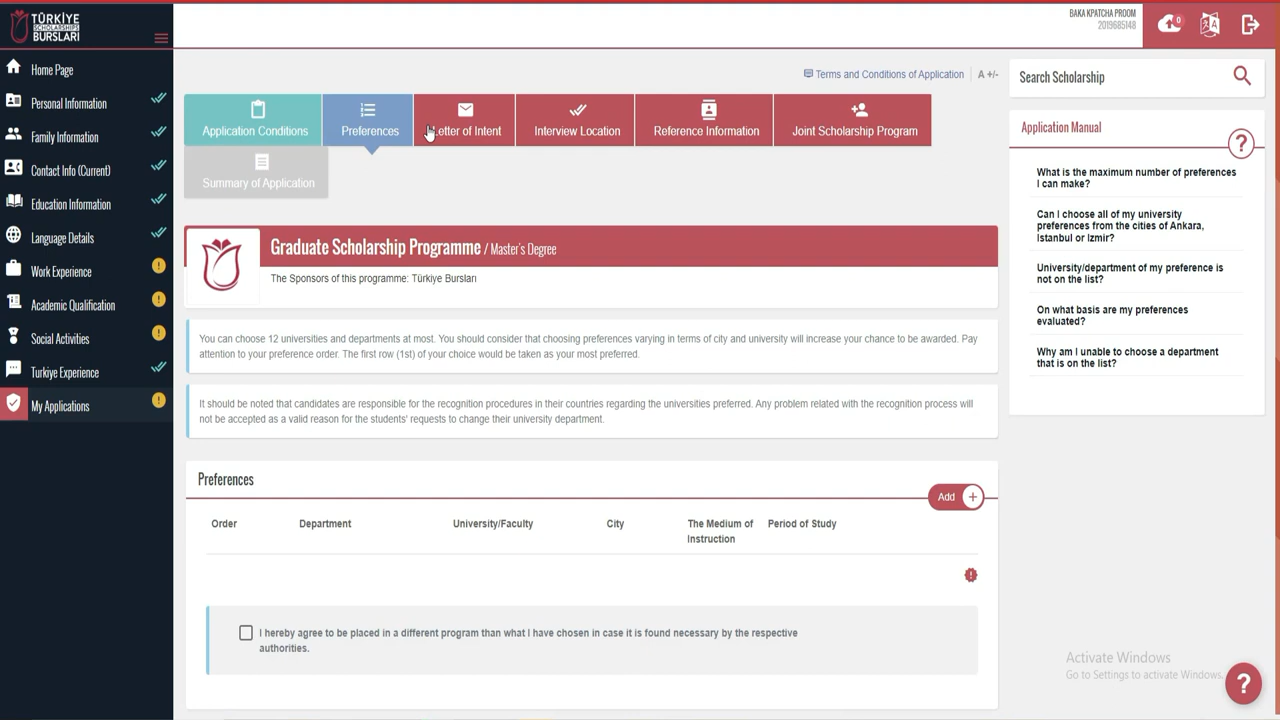 TÜRKİYE
SCHOLARSHIPS
BURSLARI
BAKA KPATCHA PROOM
2019685148
0
Home Page
Personal Information
Family Information
Contact Info (Current)
Education Information
Language Details
Work Experience
Academic Qualification
Social Activities
Turkiye Experience
My Applications
Terms and Conditions of Application
A +/-
Application Conditions
Preferences
Letter of Intent
Interview Location
Reference Information
Joint Scholarship Program
Summary of Application
Graduate Scholarship Programme / Master's Degree
The Sponsors of this programme: Türkiye Bursları
You can choose 12 universities and departments at most. You should consider that choosing preferences varying in terms of city and university will increase your chance to be awarded. Pay
attention to your preference order. The first row (1st) of your choice would be taken as your most preferred.
It should be noted that candidates are responsible for the recognition procedures in their countries regarding the universities preferred. Any problem related with the recognition process will
not be accepted as a valid reason for the students' requests to change their university department.
Preferences
Add +
Order Department University/Faculty City The Medium of Period of Study
Instruction
I hereby agree to be placed in a different program than what I have chosen in case it is found necessary by the respective
authorities.
Search Scholarship
Application Manual
?
What is the maximum number of preferences
I can make?
Can I choose all of my university
preferences from the cities of Ankara,
Istanbul or Izmir?
University/department of my preference is
not on the list?
On what basis are my preferences
evaluated?
Why am I unable to choose a department
that is on the list?
Activate Windows
Go to Settings to activate Windows.
?